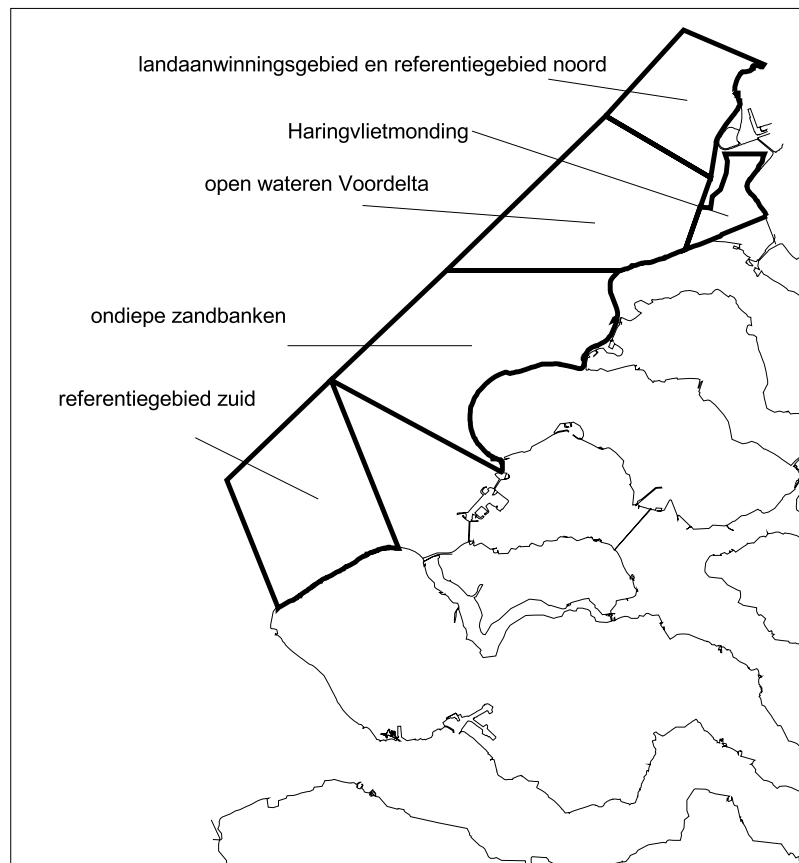 landaanwinningsgebied en referentiegebied noord
Haringvlietmonding
open wateren Voordelta
ondiepe zandbanken
referentiegebied zuid